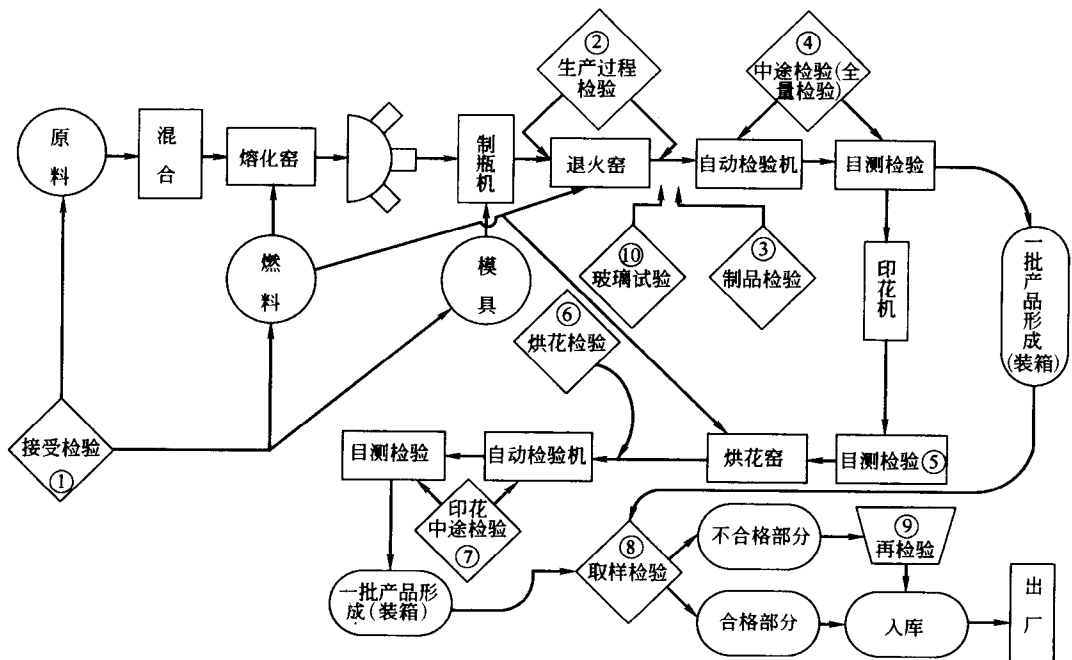 ②
生产过程
检验
④
中途检验(全
量检验)
原
料
混
合
熔化窑
制
瓶
机
退火窑
自动检验机
目测检验
燃
料
模
具
⑩
玻璃试验
③
制品检验
印
花
机
一
批
产
品
形
成
(装箱)
⑥
烘花检验
接受检验
①
目测检验
自动检验机
烘花窑
目测检验⑤
印花
中途检验
⑦
⑧
取样检验
不合格部分
⑨
再检验
一批产品形
成(装箱)
合格部分
入库
出
厂